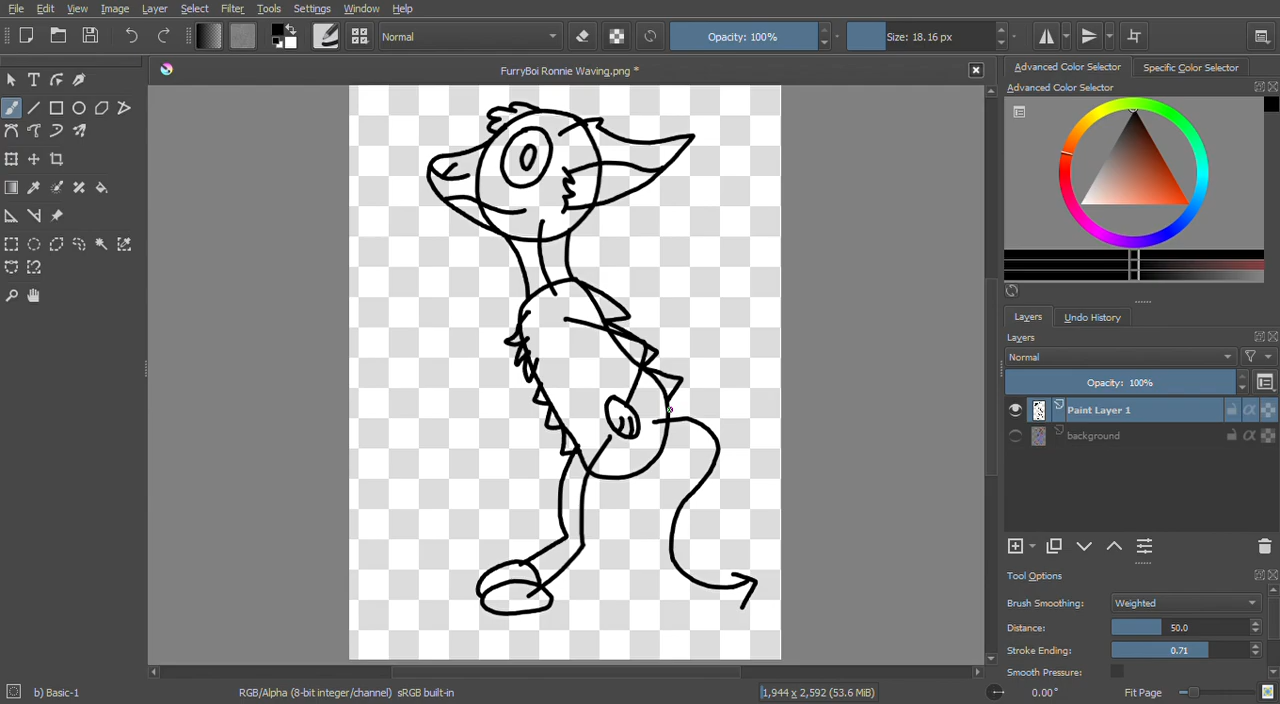 File Edit View Image Layer Select Filter Tools Settings Window Help
Normal
Opacity: 100%
Size: 18.16 px
FurryBoi Ronnie Waving.png *
Advanced Color Selector
Specific Color Selector
Advanced Color Selector
Layers
Undo History
Layers
Normal
Opacity: 100%
Paint Layer 1
background
Tool Options
Brush Smoothing: Weighted
Distance: 50.0
Stroke Ending: 0.71
Smooth Pressure:
b) Basic-1
RGB/Alpha (8-bit integer/channel) sRGB built-in
1,944 x 2,592 (53.6 MiB)
0.00°
Fit Page